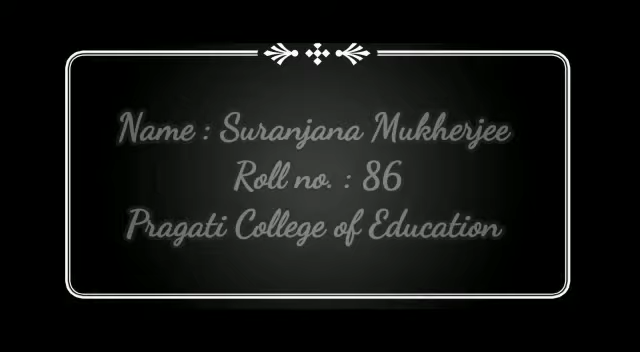 Name : Suranjana Mukherjee
Roll no. : 86
Pragati College of Education